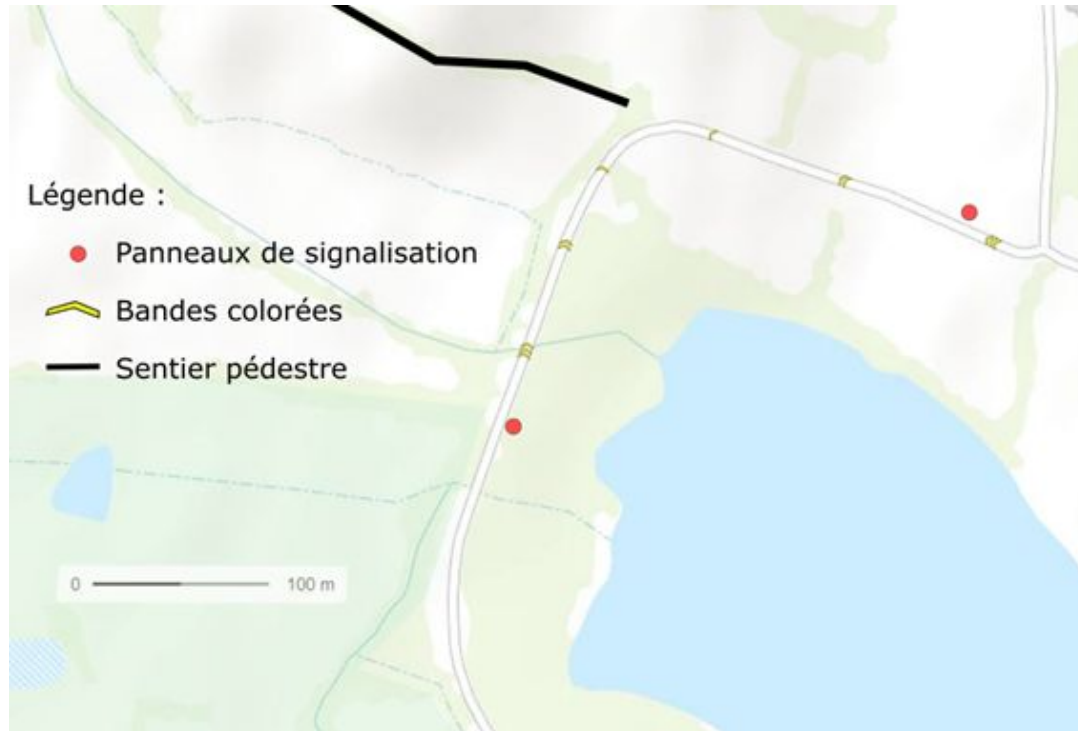 Légende :
Panneaux de signalisation
Bandes colorées
Sentier pédestre
0 100 m